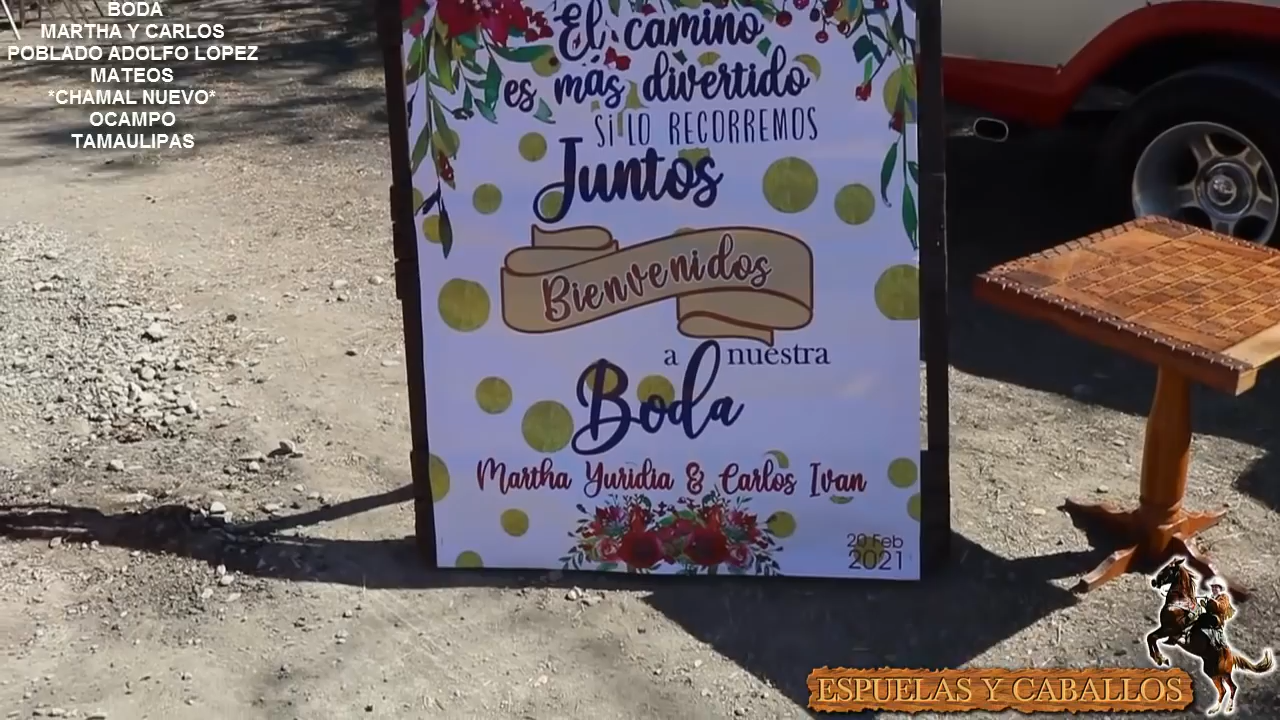 BODA
MARTHA Y CARLOS
POBLADO ADOLFO LOPEZ
MATEOS
*CHAMAL NUEVO*
OCAMPO
TAMAULIPAS
El camino
es más divertido
SI LO RECORREMOS
Juntos
Bienvenidos
a nuestra
Boda
Martha Yuridia & Carlos Ivan
20 Feb
2021
ESPUELAS Y CABALLOS